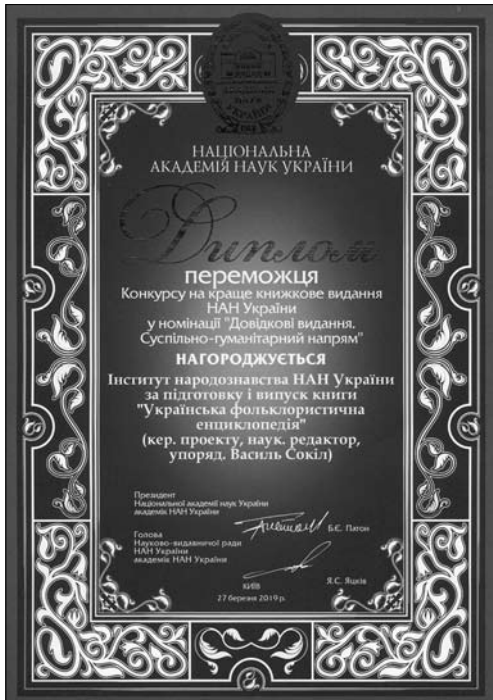 НАЦІОНАЛЬНА
АКАДЕМІЯ НАУК УКРАЇНИ
Диплом
переможця
Конкурсу на краще книжкове видання
НАН України
у номінації "Довідкові видання.
Суспільно-гуманітарний напрям"
НАГОРОДЖУЄТЬСЯ
Інститут народознавства НАН України
за підготовку і випуск книги
"Українська фольклористична
енциклопедія"
(кер. проекту, наук. редактор,
упоряд. Василь Сокіл)
Президент
Національної академії наук України
академік НАН України
Б.Є. Патон
Голова
Науково-видавничої ради
НАН України
академік НАН України
Я.С. Яцків
КИЇВ
27 березня 2019 р.